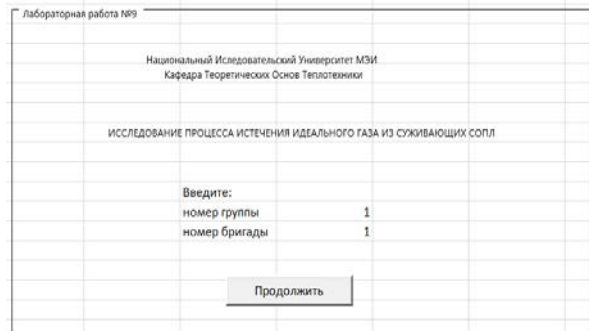 Лабораторная работа №9
Национальный Иследовательский Университет МЭИ
Кафедра Теоретических Основ Теплотехники
ИССЛЕДОВАНИЕ ПРОЦЕССА ИСТЕЧЕНИЯ ИДЕАЛЬНОГО ГАЗА ИЗ СУЖИВАЮЩИХ СОПЛ
Введите:
номер группы 1
номер бригады 1
Продолжить